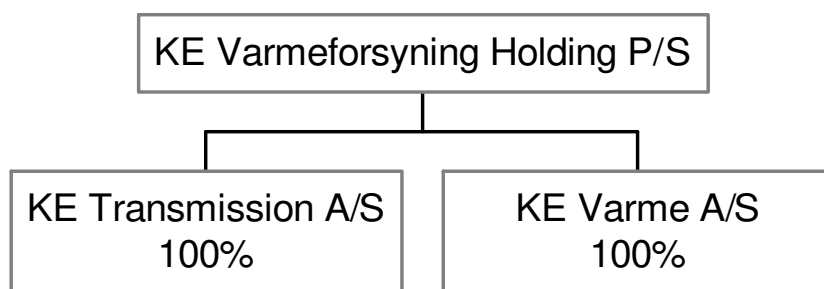 KE Varmeforsyning Holding P/S
KE Transmission A/S
100%
KE Varme A/S
100%